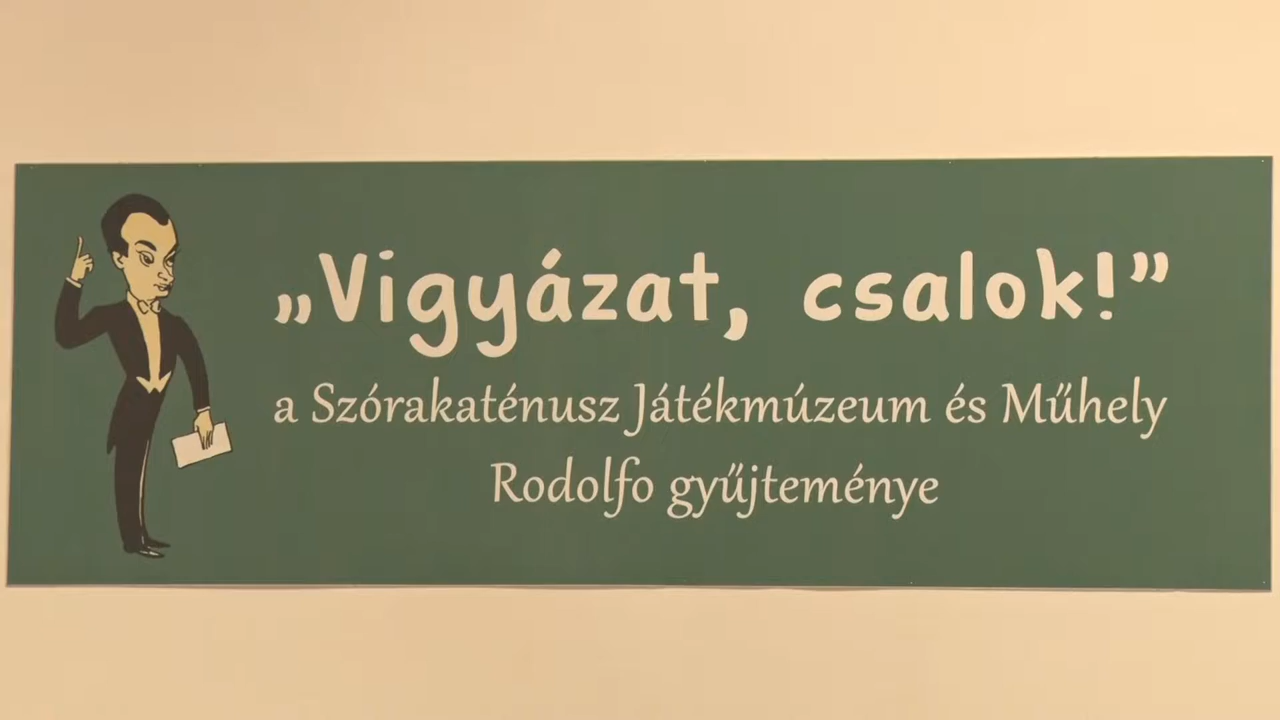 „Vigyázat, csalok!”
a Szórakaténusz Játékmúzeum és Műhely
Rodolfo gyűjteménye